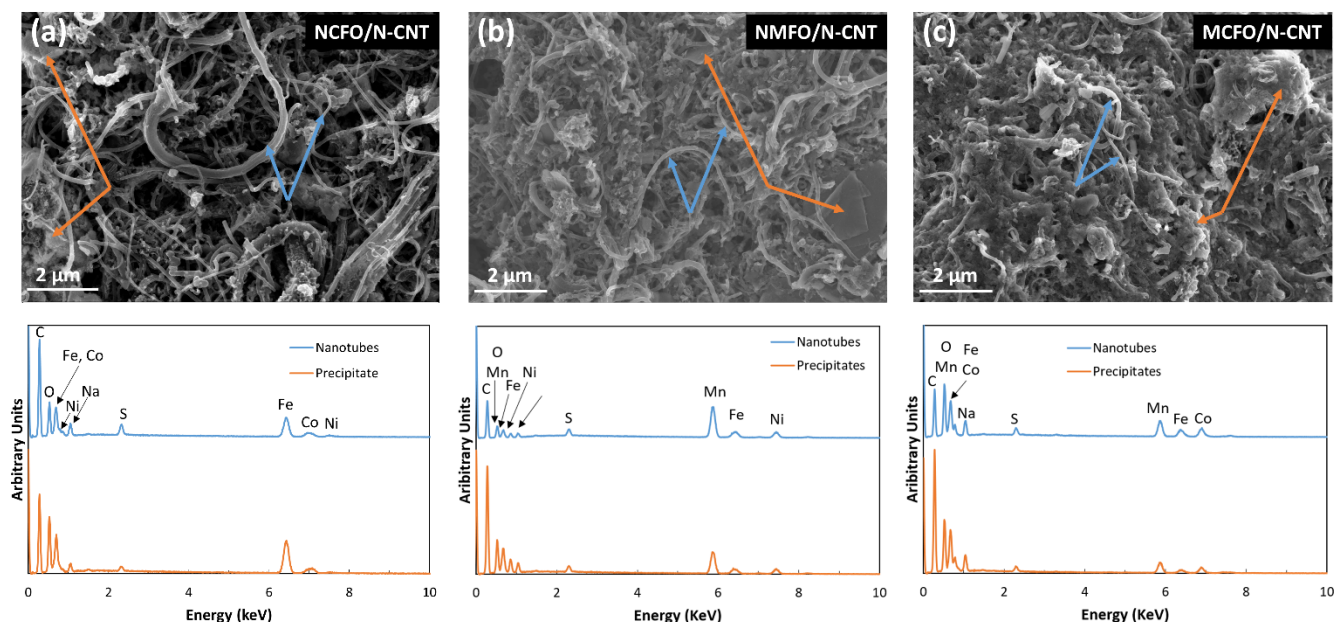 (a)
NCFO/N-CNT
(b)
NMFO/N-CNT
(c)
MCFO/N-CNT
2 µm
2 µm
2 µm
C
Fe, Co
O
Ni
Na
S
Fe
Co
Ni
Nanotubes
Precipitate
Arbitrary Units
0
2
4
6
8
10
Energy (keV)
O
Mn
Fe
Ni
C
S
Mn
Fe
Ni
Nanotubes
Precipitates
Aribitrary Units
0
2
4
6
8
10
Energy (KeV)
O
Fe
Mn
Co
C
Na
S
Mn
Fe
Co
Nanotubes
Precipitates
Aribitrary Units
0
2
4
6
8
10
Energy (KeV)